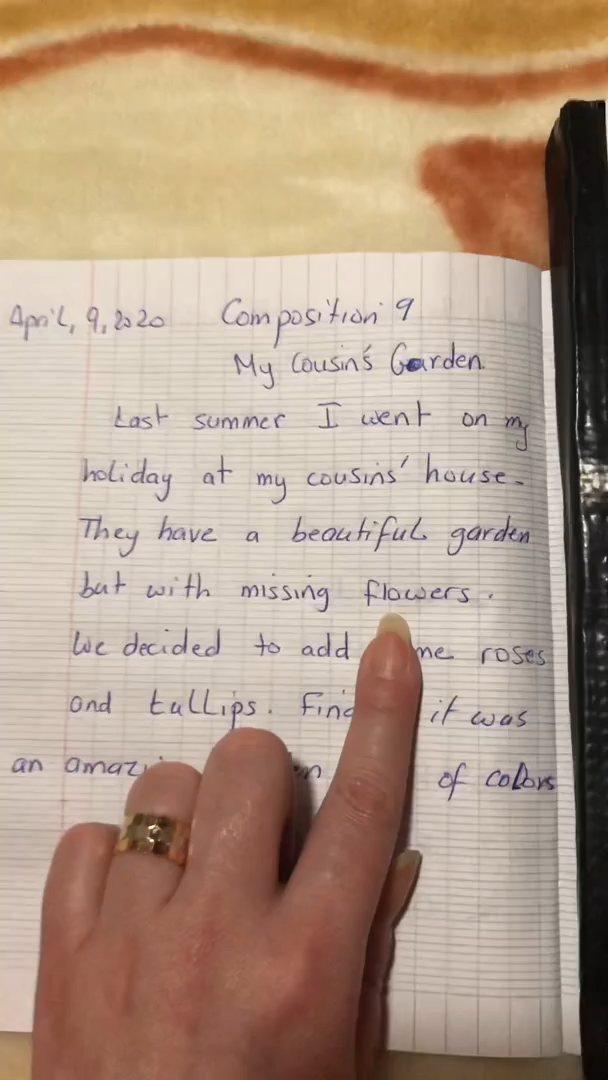 April, 9, 2020 Composition 9
My Cousin's Garden.
Last summer I went on my
holiday at my cousins' house.
They have a beautiful garden
but with missing flowers.
We decided to add me roses
and tullips. it was
an of colors